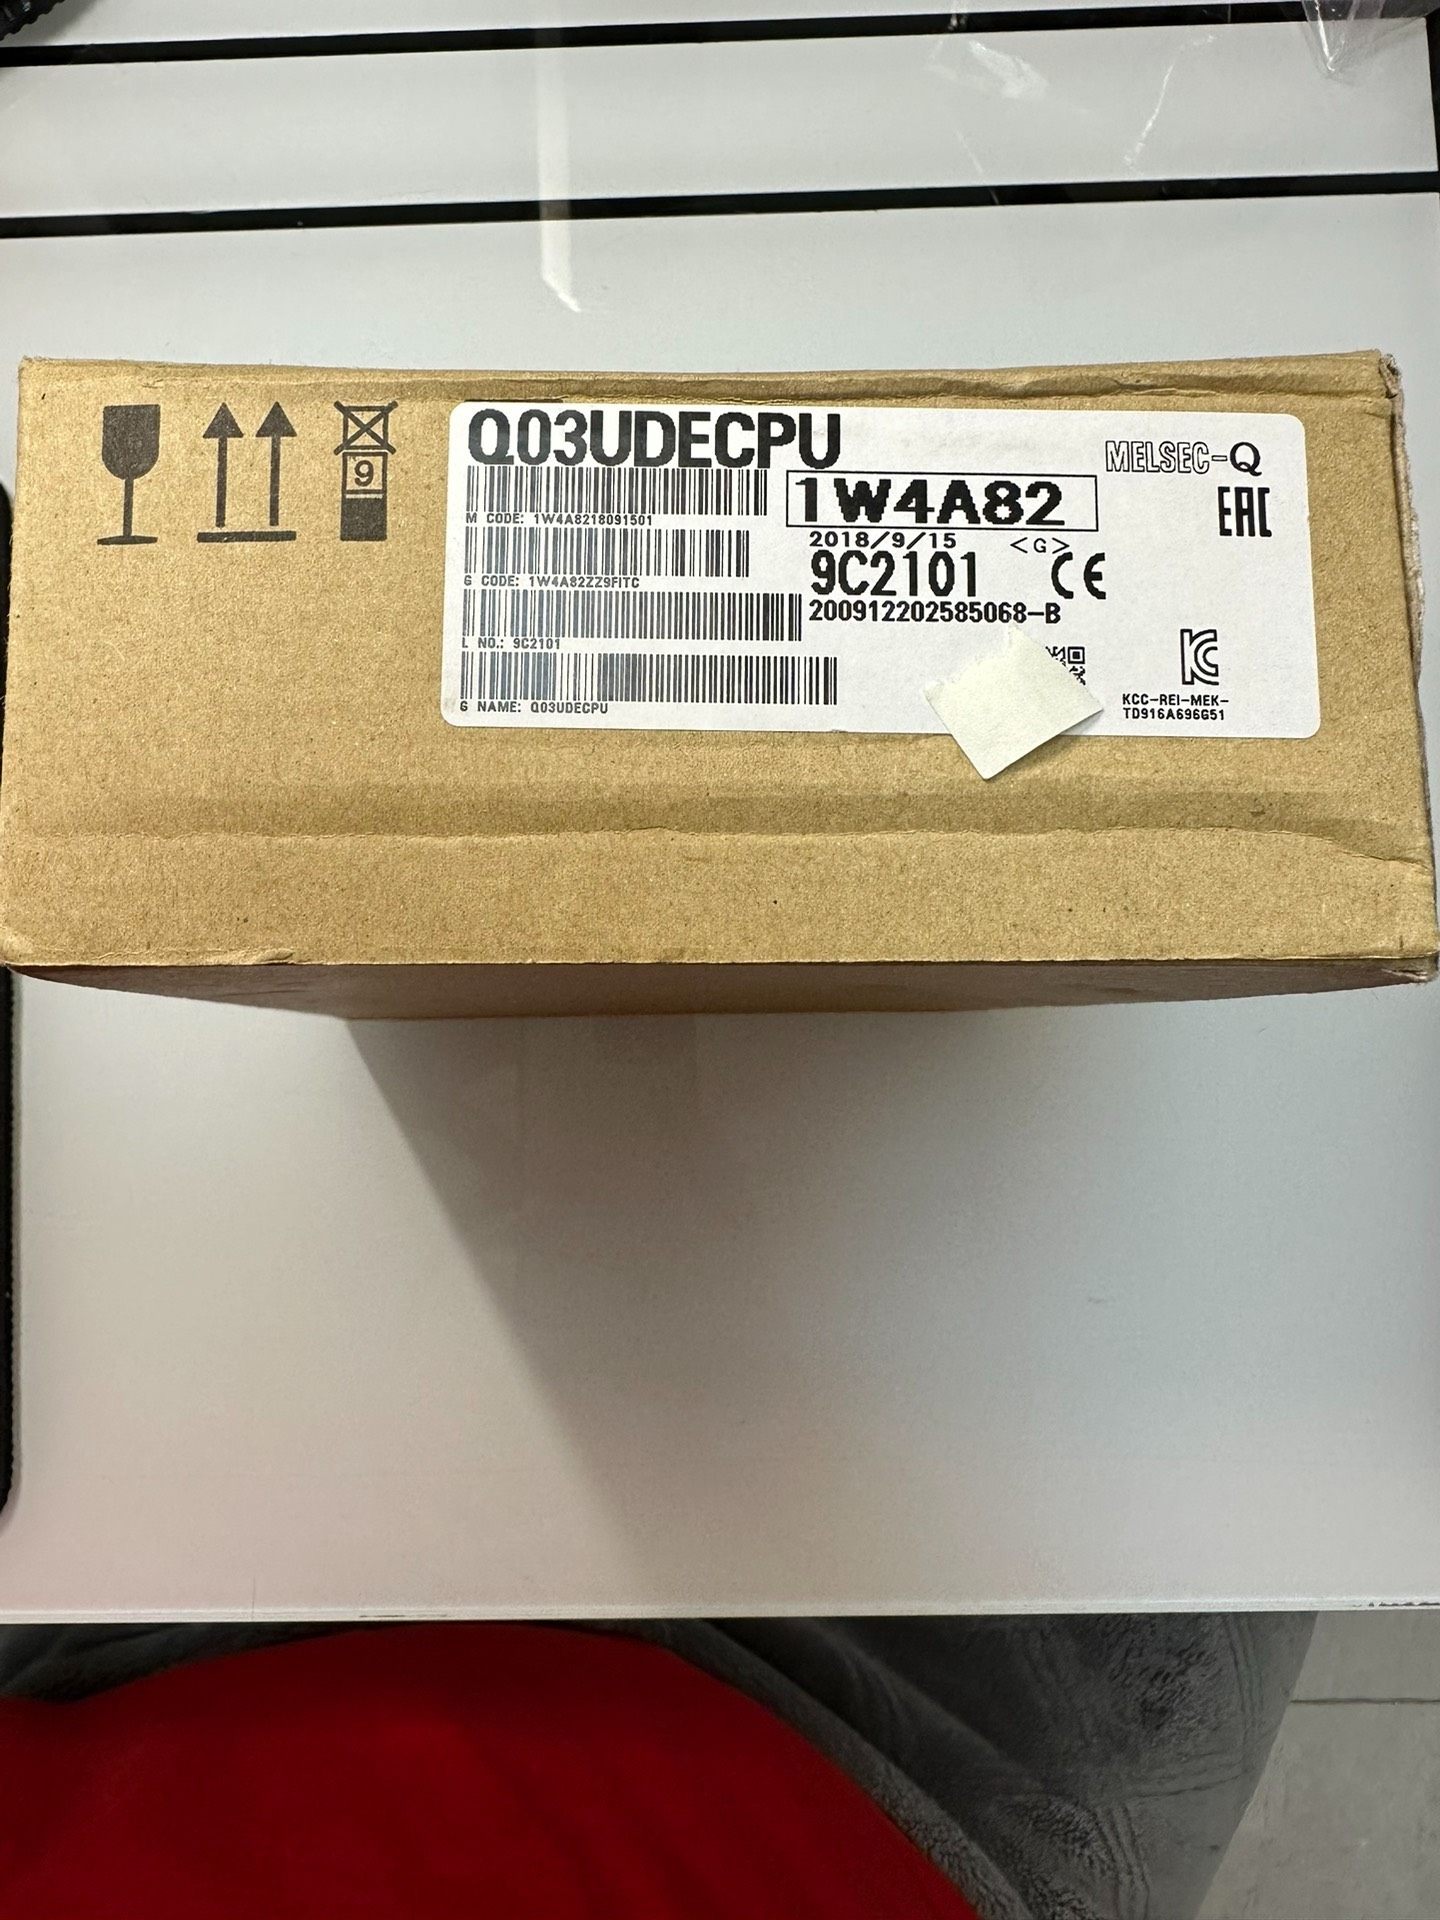 Q03UDECPU
MELSEC-Q
9
1W4A82
EAC
M CODE: 1W4A8218091501
2018/9/15 <G>
9C2101 CE
G CODE: 1W4A82ZZ9FITC
200912202585068-B
L NO.: 9C2101
G NAME: Q03UDECPU
KCC-REI-MEK-
TD916A696G51